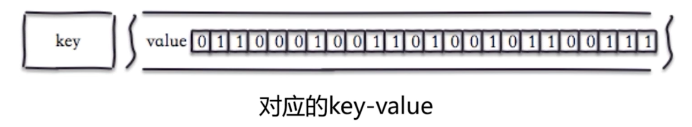 key value 0 1 1 0 0 0 1 0 0 1 1 0 1 0 0 1 0 1 1 0 0 1 1 1
对应的key-value